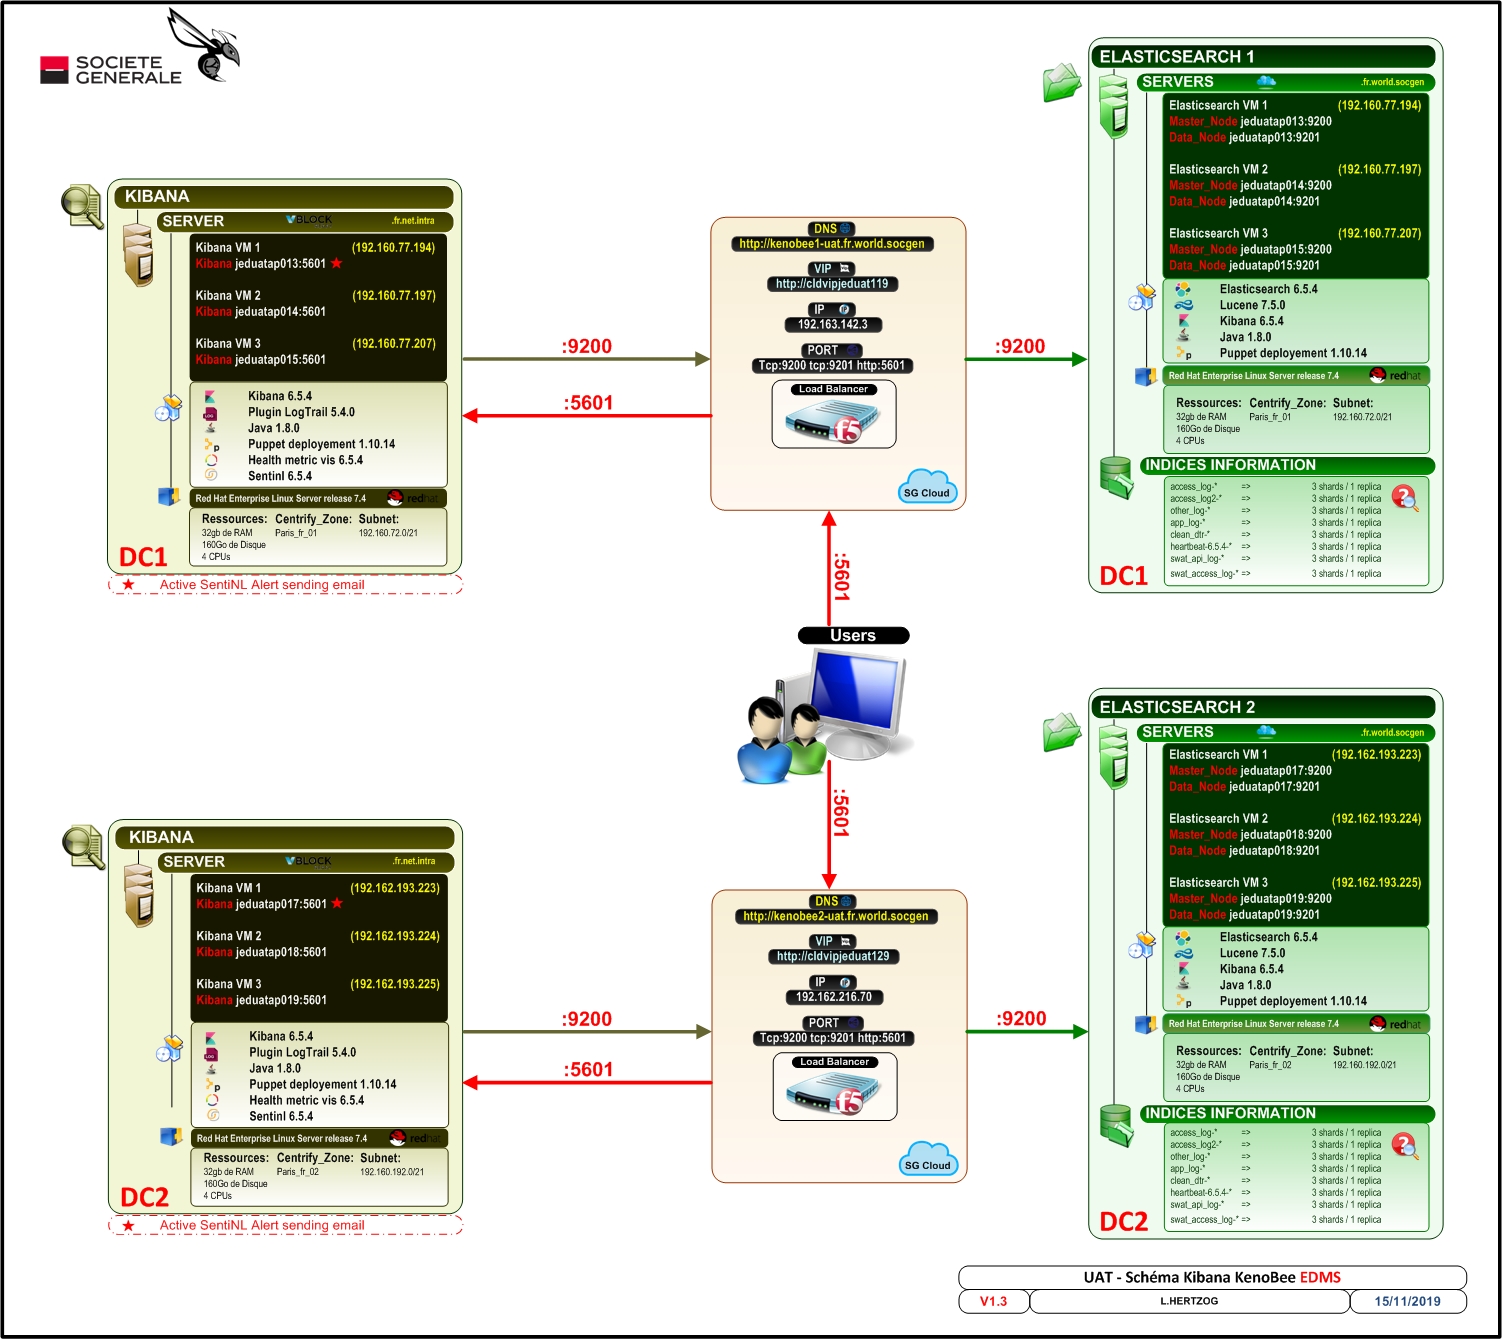 SOCIETE
GENERALE
KIBANA
SERVER
VBLOCK
.fr.net.intra
Kibana VM 1 (192.160.77.194)
Kibana jeduatap013:5601
Kibana VM 2 (192.160.77.197)
Kibana jeduatap014:5601
Kibana VM 3 (192.160.77.207)
Kibana jeduatap015:5601
Kibana 6.5.4
LOG
Plugin LogTrail 5.4.0
Java 1.8.0
Puppet deployement 1.10.14
Health metric vis 6.5.4
Sentinl 6.5.4
Red Hat Enterprise Linux Server release 7.4 redhat
Ressources: Centrify_Zone: Subnet:
32gb de RAM Paris_fr_01 192.160.72.0/21
160Go de Disque
4 CPUs
DC1
Active SentiNL Alert sending email
:9200
:5601
DNS
http://kenobee1-uat.fr.world.socgen
VIP
http://cldvipjeduat119
IP
192.163.142.3
PORT
Tcp:9200 tcp:9201 http:5601
Load Balancer
f5
SG Cloud
:9200
ELASTICSEARCH 1
SERVERS .fr.world.socgen
Elasticsearch VM 1 (192.160.77.194)
Master_Node jeduatap013:9200
Data_Node jeduatap013:9201
Elasticsearch VM 2 (192.160.77.197)
Master_Node jeduatap014:9200
Data_Node jeduatap014:9201
Elasticsearch VM 3 (192.160.77.207)
Master_Node jeduatap015:9200
Data_Node jeduatap015:9201
Elasticsearch 6.5.4
Lucene 7.5.0
Kibana 6.5.4
Java 1.8.0
Puppet deployement 1.10.14
Red Hat Enterprise Linux Server release 7.4 redhat
Ressources: Centrify_Zone: Subnet:
32gb de RAM Paris_fr_01 192.160.72.0/21
160Go de Disque
4 CPUs
INDICES INFORMATION
access_log-* => 3 shards / 1 replica
access_log2-* => 3 shards / 1 replica
other_log-* => 3 shards / 1 replica
app_log-* => 3 shards / 1 replica
clean_dtr-* => 3 shards / 1 replica
heartbeat-6.5.4-* => 3 shards / 1 replica
swat_api_log-* => 3 shards / 1 replica
swat_access_log-* => 3 shards / 1 replica
DC1
:5601
Users
:5601
KIBANA
SERVER
VBLOCK
.fr.net.intra
Kibana VM 1 (192.162.193.223)
Kibana jeduatap017:5601
Kibana VM 2 (192.162.193.224)
Kibana jeduatap018:5601
Kibana VM 3 (192.162.193.225)
Kibana jeduatap019:5601
Kibana 6.5.4
LOG
Plugin LogTrail 5.4.0
Java 1.8.0
Puppet deployement 1.10.14
Health metric vis 6.5.4
Sentinl 6.5.4
Red Hat Enterprise Linux Server release 7.4 redhat
Ressources: Centrify_Zone: Subnet:
32gb de RAM Paris_fr_02 192.160.192.0/21
160Go de Disque
4 CPUs
DC2
Active SentiNL Alert sending email
:9200
:5601
DNS
http://kenobee2-uat.fr.world.socgen
VIP
http://cldvipjeduat129
IP
192.162.216.70
PORT
Tcp:9200 tcp:9201 http:5601
Load Balancer
f5
SG Cloud
:9200
ELASTICSEARCH 2
SERVERS .fr.world.socgen
Elasticsearch VM 1 (192.162.193.223)
Master_Node jeduatap017:9200
Data_Node jeduatap017:9201
Elasticsearch VM 2 (192.162.193.224)
Master_Node jeduatap018:9200
Data_Node jeduatap018:9201
Elasticsearch VM 3 (192.162.193.225)
Master_Node jeduatap019:9200
Data_Node jeduatap019:9201
Elasticsearch 6.5.4
Lucene 7.5.0
Kibana 6.5.4
Java 1.8.0
Puppet deployement 1.10.14
Red Hat Enterprise Linux Server release 7.4 redhat
Ressources: Centrify_Zone: Subnet:
32gb de RAM Paris_fr_02 192.160.192.0/21
160Go de Disque
4 CPUs
INDICES INFORMATION
access_log-* => 3 shards / 1 replica
access_log2-* => 3 shards / 1 replica
other_log-* => 3 shards / 1 replica
app_log-* => 3 shards / 1 replica
clean_dtr-* => 3 shards / 1 replica
heartbeat-6.5.4-* => 3 shards / 1 replica
swat_api_log-* => 3 shards / 1 replica
swat_access_log-* => 3 shards / 1 replica
DC2
UAT - Schéma Kibana KenoBee EDMS
V1.3 L.HERTZOG 15/11/2019